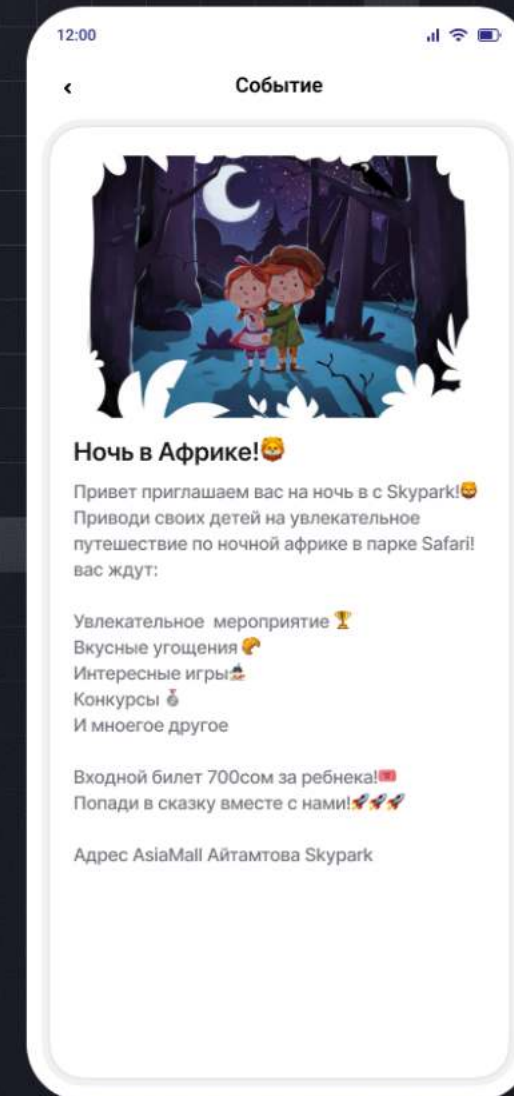 12:00
Событие
Ночь в Африке!🦁
Привет приглашаем вас на ночь в с Skypark!🦁
Приводи своих детей на увлекательное
путешествие по ночной африке в парке Safari!
вас ждут:
Увлекательное  мероприятие 🏆
Вкусные угощения 🥐
Интересные игры
Конкурсы 🥈
И мноегое другое
Входной билет 700сом за ребнека!🎟
Попади в сказку вместе с нами!🚀🚀🚀
Адрес AsiaMall Айтамтова Skypark